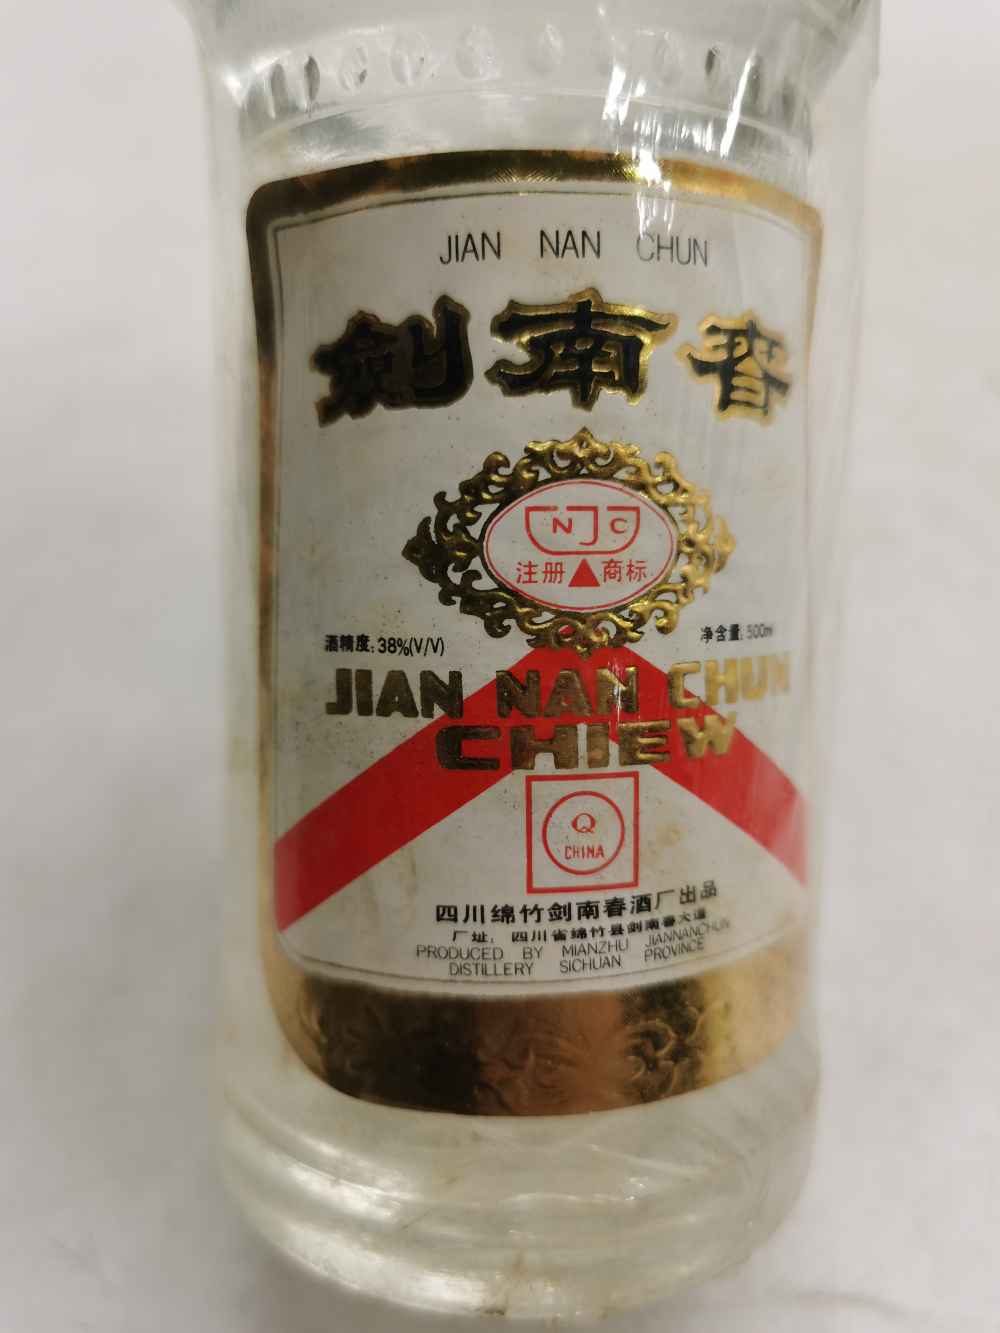 JIAN NAN CHUN
劍南春
NJC
注册 商标
酒精度:38%(V/V)
净含量:500ml
JIAN NAN CHUN
CHIEW
Q
CHINA
四川绵竹剑南春酒厂出品
厂址:四川省绵竹县剑南春大道
PRODUCED BY MIANZHU JIANNANCHUN
DISTILLERY SICHUAN PROVINCE